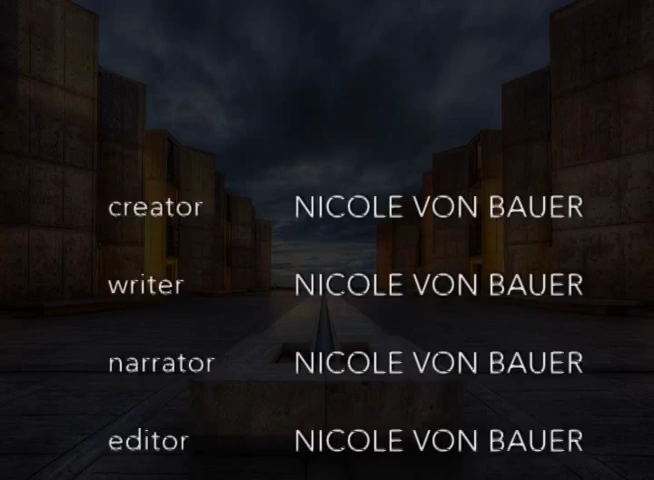 creator NICOLE VON BAUER
writer NICOLE VON BAUER
narrator NICOLE VON BAUER
editor NICOLE VON BAUER